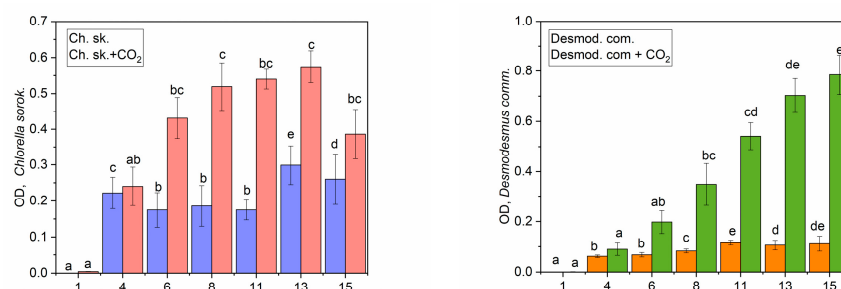 0.7
0.6
0.5
0.4
0.3
0.2
0.1
0.0
OD, Chlorella sorok.
Ch. sk.
Ch. sk.+CO₂
a a c ab b bc b c b bc e c d bc
1 4 6 8 11 13 15
1.0
0.8
0.6
0.4
0.2
0.0
OD, Desmodesmus comm.
Desmod. com.
Desmod. com + CO₂
a a b a b ab c bc e cd d de de e
1 4 6 8 11 13 15